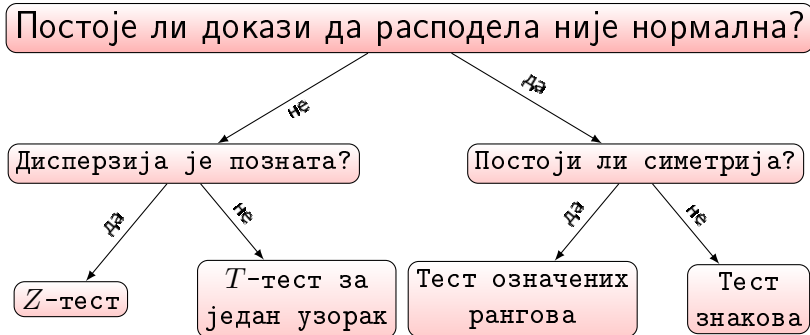 Постоје ли докази да расподела није нормална?
не
да
Дисперзија је позната?
Постоји ли симетрија?
да
не
да
не
Z-тест
T-тест за
један узорак
Тест означених
рангова
Тест
знакова